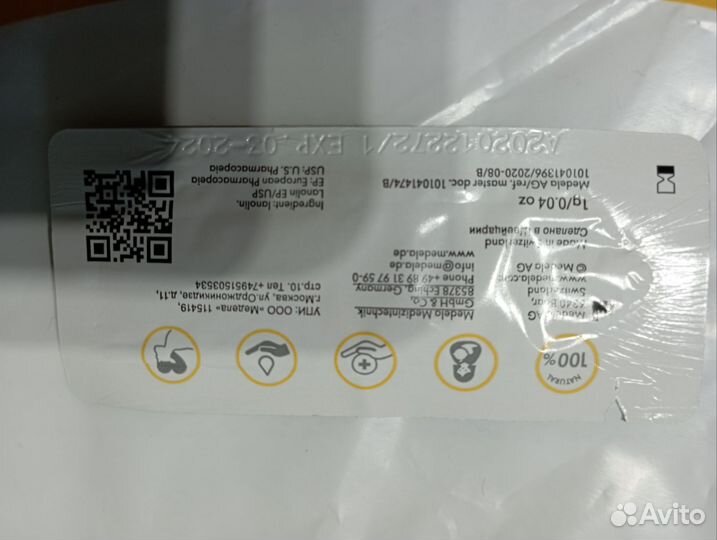 NATURAL
100%
Medela AG
6340 Baar,
Switzerland
www.medela.com
© Medela AG
Made in Switzerland
Сделано в Швейцарии
1g/0.04 oz
Medela AG/ref. master doc. 101041474/B
101041396/2020-08/B
Medela Medizintechnik
GmbH & Co.
85378 Eching, Germany,
Phone +49 89 31 97 59-0
info@medela.de
www.medela.de
УПИ: ООО «Медела» 115419,
г.Москва, ул.Орджоникидзе, д.11,
стр.10. Тел +74951503534
Ingredient: lanolin.
Lanolin EP/USP
EP: European Pharmacopeia
USP: U.S. Pharmacopeia
A202012272/1 EXP 03-2024
Avito